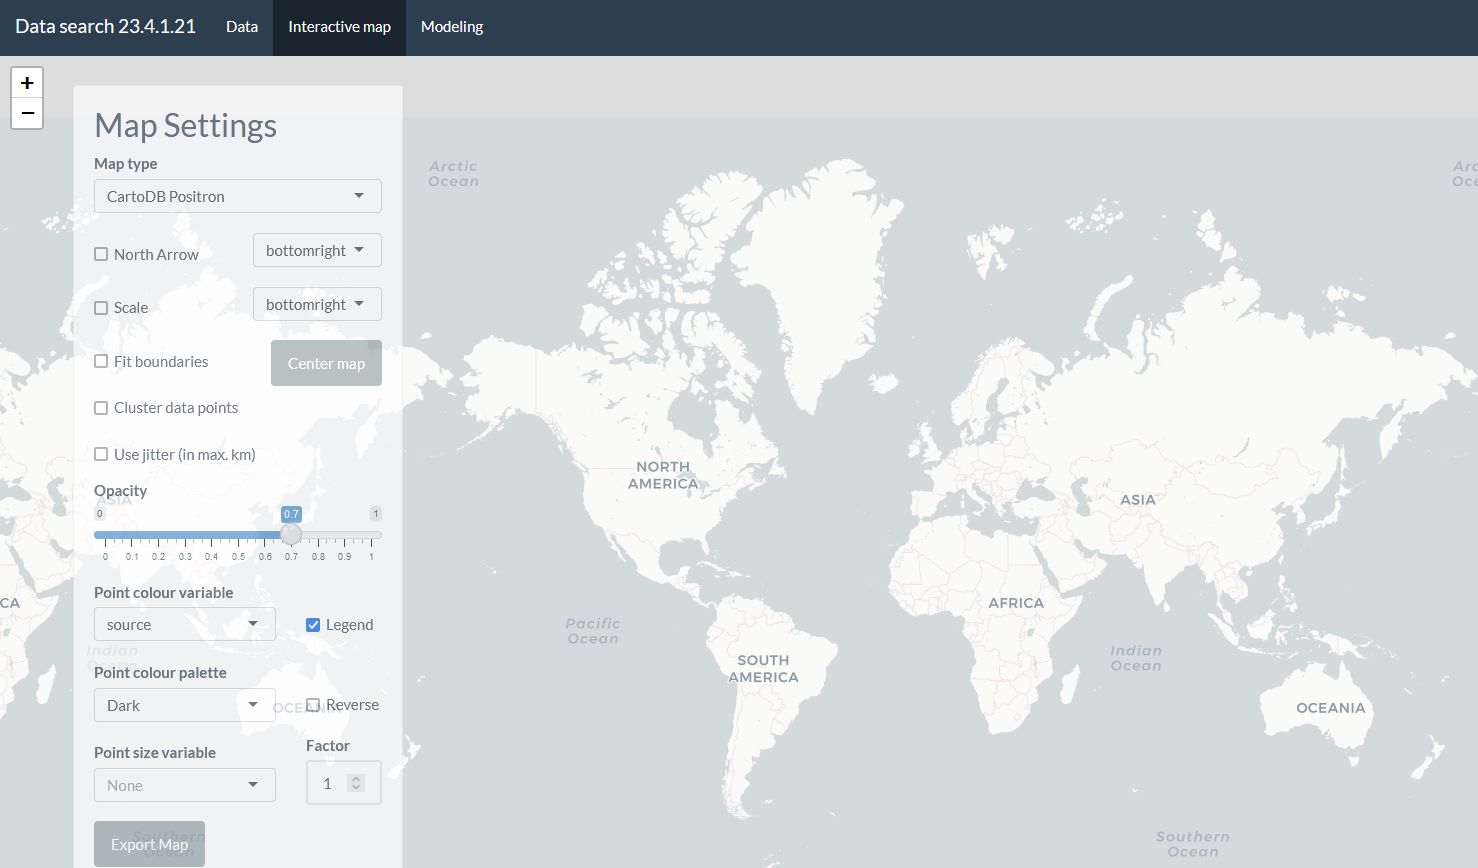 Data search 23.4.1.21 Data Interactive map Modeling
+
−
Map Settings
Map type
CartoDB Positron
North Arrow bottomright
Scale bottomright
Fit boundaries Center map
Cluster data points
Use jitter (in max. km)
Opacity
ASIA
0 0.7 1
0 0.1 0.2 0.3 0.4 0.5 0.6 0.7 0.8 0.9 1
Point colour variable
source Legend
Indian
Ocean
Point colour palette
Dark Reverse
OCEANIA
Point size variable Factor
None 1
Export Map
Southern
Ocean
CA
Arctic
Ocean
Arc
Oce
NORTH
AMERICA
ASIA
AFRICA
Pacific
Ocean
Indian
Ocean
SOUTH
AMERICA
OCEANIA
Southern
Ocean